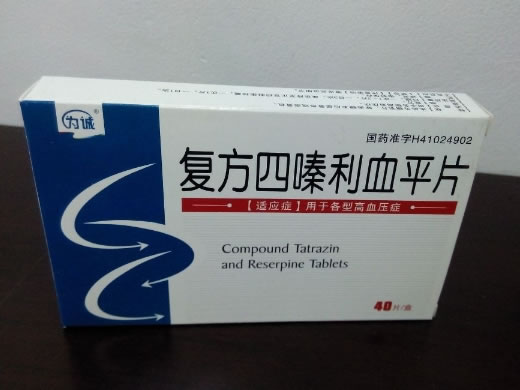 为诚®
国药准字H41024902
复方四嗪利血平片
【适应症】用于各型高血压症
Compound Tatrazin
and Reserpine Tablets
40片/盒